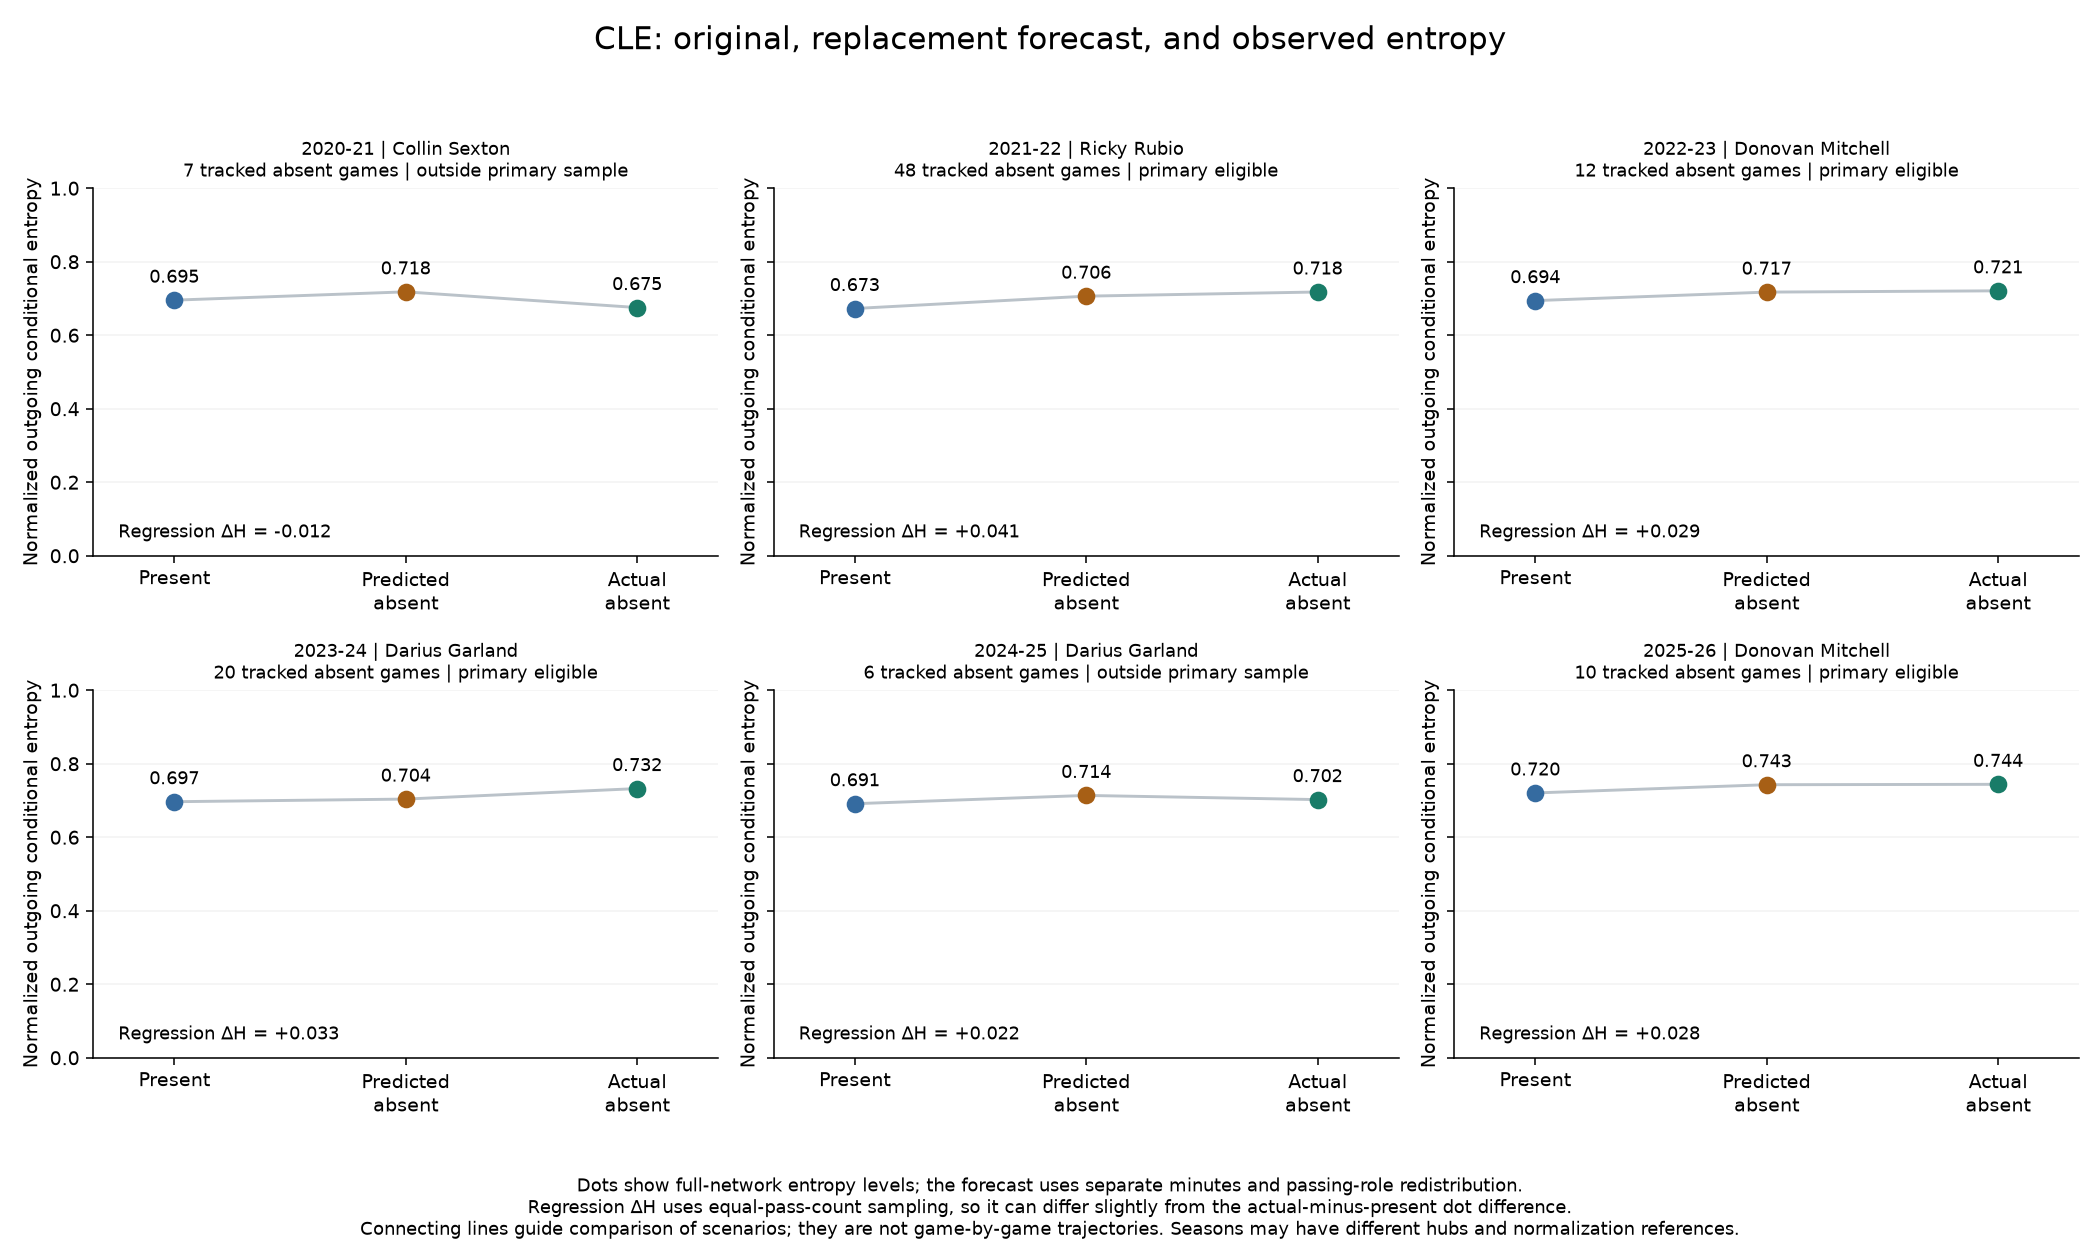 CLE: original, replacement forecast, and observed entropy
2020-21 | Collin Sexton
7 tracked absent games | outside primary sample
Normalized outgoing conditional entropy
1.0
0.8
0.6
0.4
0.2
0.0
0.695
0.718
0.675
Regression ΔH = -0.012
Present
Predicted
absent
Actual
absent
2021-22 | Ricky Rubio
48 tracked absent games | primary eligible
Normalized outgoing conditional entropy
0.673
0.706
0.718
Regression ΔH = +0.041
Present
Predicted
absent
Actual
absent
2022-23 | Donovan Mitchell
12 tracked absent games | primary eligible
Normalized outgoing conditional entropy
0.694
0.717
0.721
Regression ΔH = +0.029
Present
Predicted
absent
Actual
absent
2023-24 | Darius Garland
20 tracked absent games | primary eligible
Normalized outgoing conditional entropy
1.0
0.8
0.6
0.4
0.2
0.0
0.697
0.704
0.732
Regression ΔH = +0.033
Present
Predicted
absent
Actual
absent
2024-25 | Darius Garland
6 tracked absent games | outside primary sample
Normalized outgoing conditional entropy
0.691
0.714
0.702
Regression ΔH = +0.022
Present
Predicted
absent
Actual
absent
2025-26 | Donovan Mitchell
10 tracked absent games | primary eligible
Normalized outgoing conditional entropy
0.720
0.743
0.744
Regression ΔH = +0.028
Present
Predicted
absent
Actual
absent
Dots show full-network entropy levels; the forecast uses separate minutes and passing-role redistribution.
Regression ΔH uses equal-pass-count sampling, so it can differ slightly from the actual-minus-present dot difference.
Connecting lines guide comparison of scenarios; they are not game-by-game trajectories. Seasons may have different hubs and normalization references.